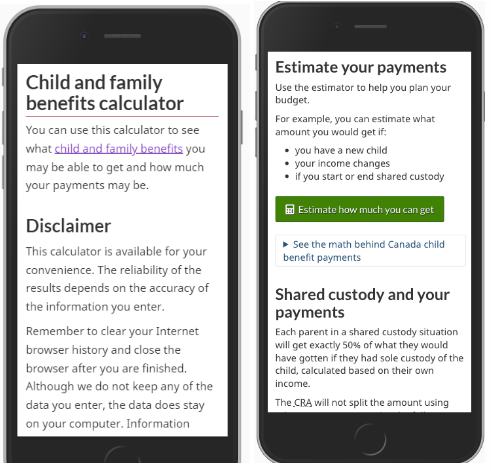 Child and family
benefits calculator
You can use this calculator to see
what child and family benefits you
may be able to get and how much
your payments may be.
Disclaimer
This calculator is available for your
convenience. The reliability of the
results depends on the accuracy of
the information you enter.
Remember to clear your Internet
browser history and close the
browser after you are finished.
Although we do not keep any of the
data you enter, the data does stay
on your computer. Information
Estimate your payments
Use the estimator to help you plan your
budget.
For example, you can estimate what
amount you would get if:
• you have a new child
• your income changes
• if you start or end shared custody
Estimate how much you can get
▶ See the math behind Canada child
benefit payments
Shared custody and your
payments
Each parent in a shared custody situation
will get exactly 50% of what they would
have gotten if they had sole custody of the
child, calculated based on their own
income.
The CRA will not split the amount using